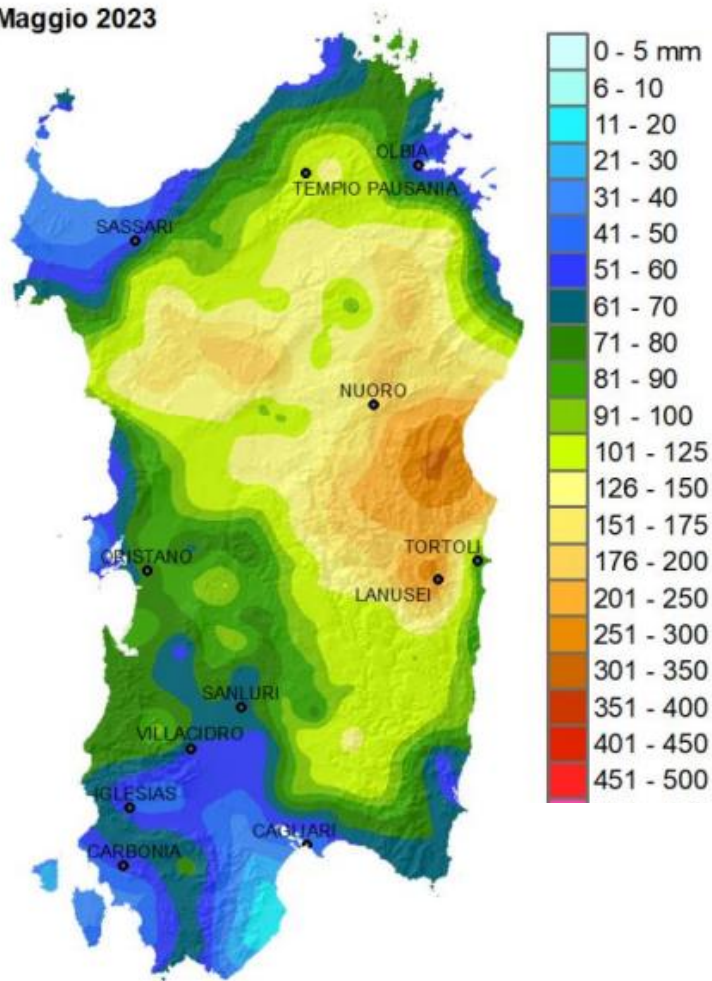 Maggio 2023
OLBIA
TEMPIO PAUSANIA
SASSARI
NUORO
TORTOLI
ORISTANO
LANUSEI
SANLURI
VILLACIDRO
IGLESIAS
CAGLIARI
CARBONIA
0 - 5 mm
6 - 10
11 - 20
21 - 30
31 - 40
41 - 50
51 - 60
61 - 70
71 - 80
81 - 90
91 - 100
101 - 125
126 - 150
151 - 175
176 - 200
201 - 250
251 - 300
301 - 350
351 - 400
401 - 450
451 - 500